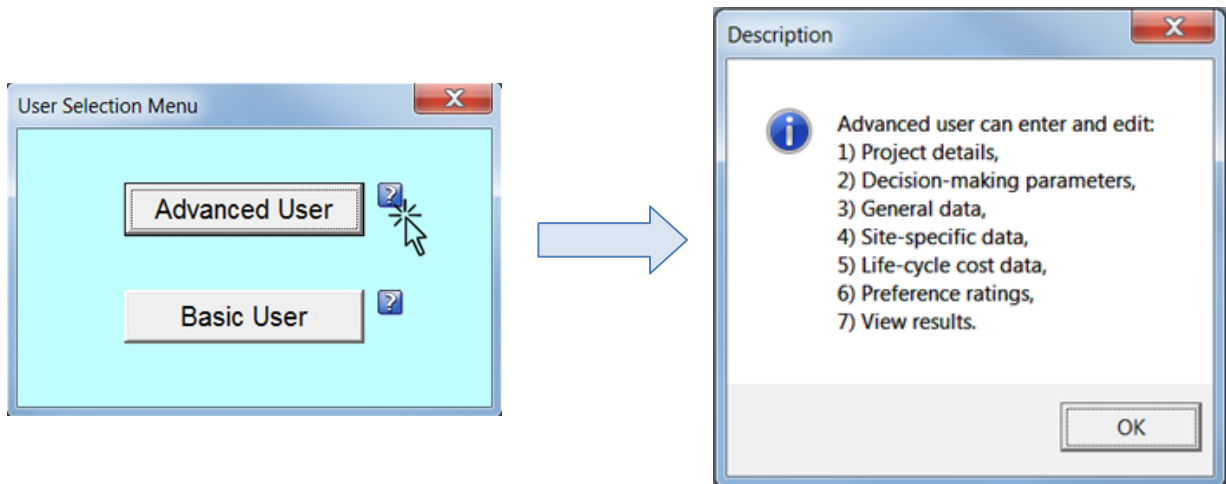 User Selection Menu
X
Advanced User
?
Basic User
?
Description
X
i
Advanced user can enter and edit:
1) Project details,
2) Decision-making parameters,
3) General data,
4) Site-specific data,
5) Life-cycle cost data,
6) Preference ratings,
7) View results.
OK